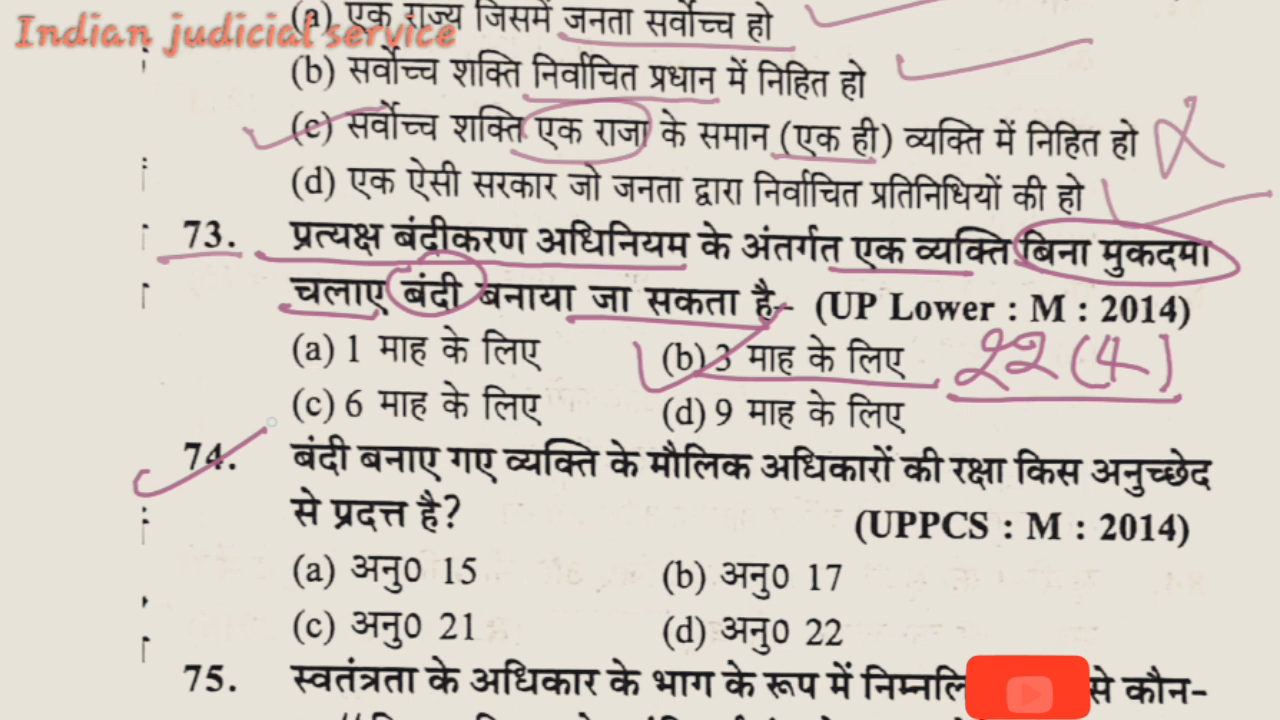 Indian judicial service
(a) एक राज्य जिसमें जनता सर्वोच्च हो
(b) सर्वोच्च शक्ति निर्वाचित प्रधान में निहित हो
(c) सर्वोच्च शक्ति एक राजा के समान (एक ही) व्यक्ति में निहित हो
(d) एक ऐसी सरकार जो जनता द्वारा निर्वाचित प्रतिनिधियों की हो
73. प्रत्यक्ष बंदीकरण अधिनियम के अंतर्गत एक व्यक्ति बिना मुकदमा
चलाए बंदी बनाया जा सकता है– (UP Lower : M : 2014)
(a) 1 माह के लिए (b) 3 माह के लिए 22(4)
(c) 6 माह के लिए (d) 9 माह के लिए
74. बंदी बनाए गए व्यक्ति के मौलिक अधिकारों की रक्षा किस अनुच्छेद
से प्रदत्त है? (UPPCS : M : 2014)
(a) अनु0 15 (b) अनु0 17
(c) अनु0 21 (d) अनु0 22
75. स्वतंत्रता के अधिकार के भाग के रूप में से कौन–